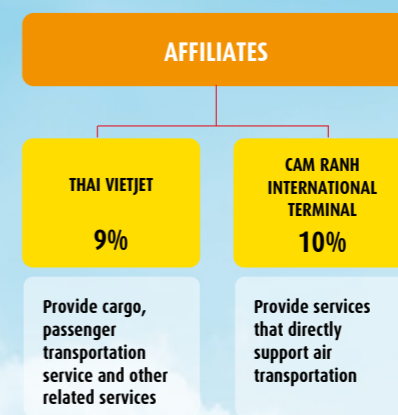 AFFILIATES
THAI VIETJET
9%
CAM RANH
INTERNATIONAL
TERMINAL
10%
Provide cargo,
passenger
transportation
service and other
related services
Provide services
that directly
support air
transportation